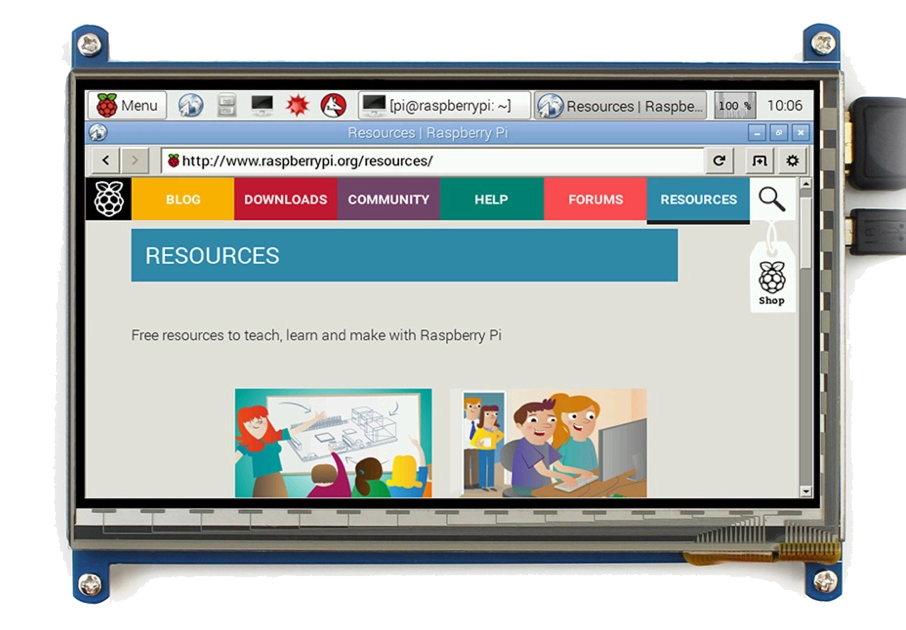 Menu
[pi@raspberrypi: ~]
Resources | Raspbe...
100 %
10:06
Resources | Raspberry Pi
http://www.raspberrypi.org/resources/
BLOG
DOWNLOADS
COMMUNITY
HELP
FORUMS
RESOURCES
RESOURCES
Shop
Free resources to teach, learn and make with Raspberry Pi